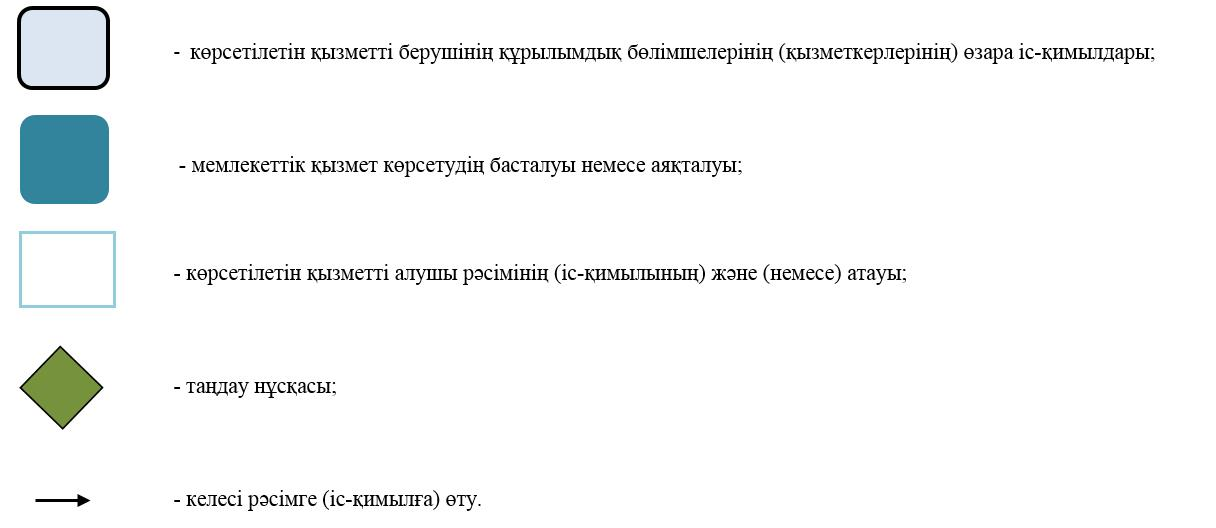 - көрсетілетін қызметті берушінің құрылымдық бөлімшелерінің (қызметкерлерінің) өзара іс-қимылдары;
- мемлекеттік қызмет көрсетудің басталуы немесе аяқталуы;
- көрсетілетін қызметті алушы рәсімінің (іс-қимылының) және (немесе) атауы;
- таңдау нұсқасы;
- келесі рәсімге (іс-қимылға) өту.